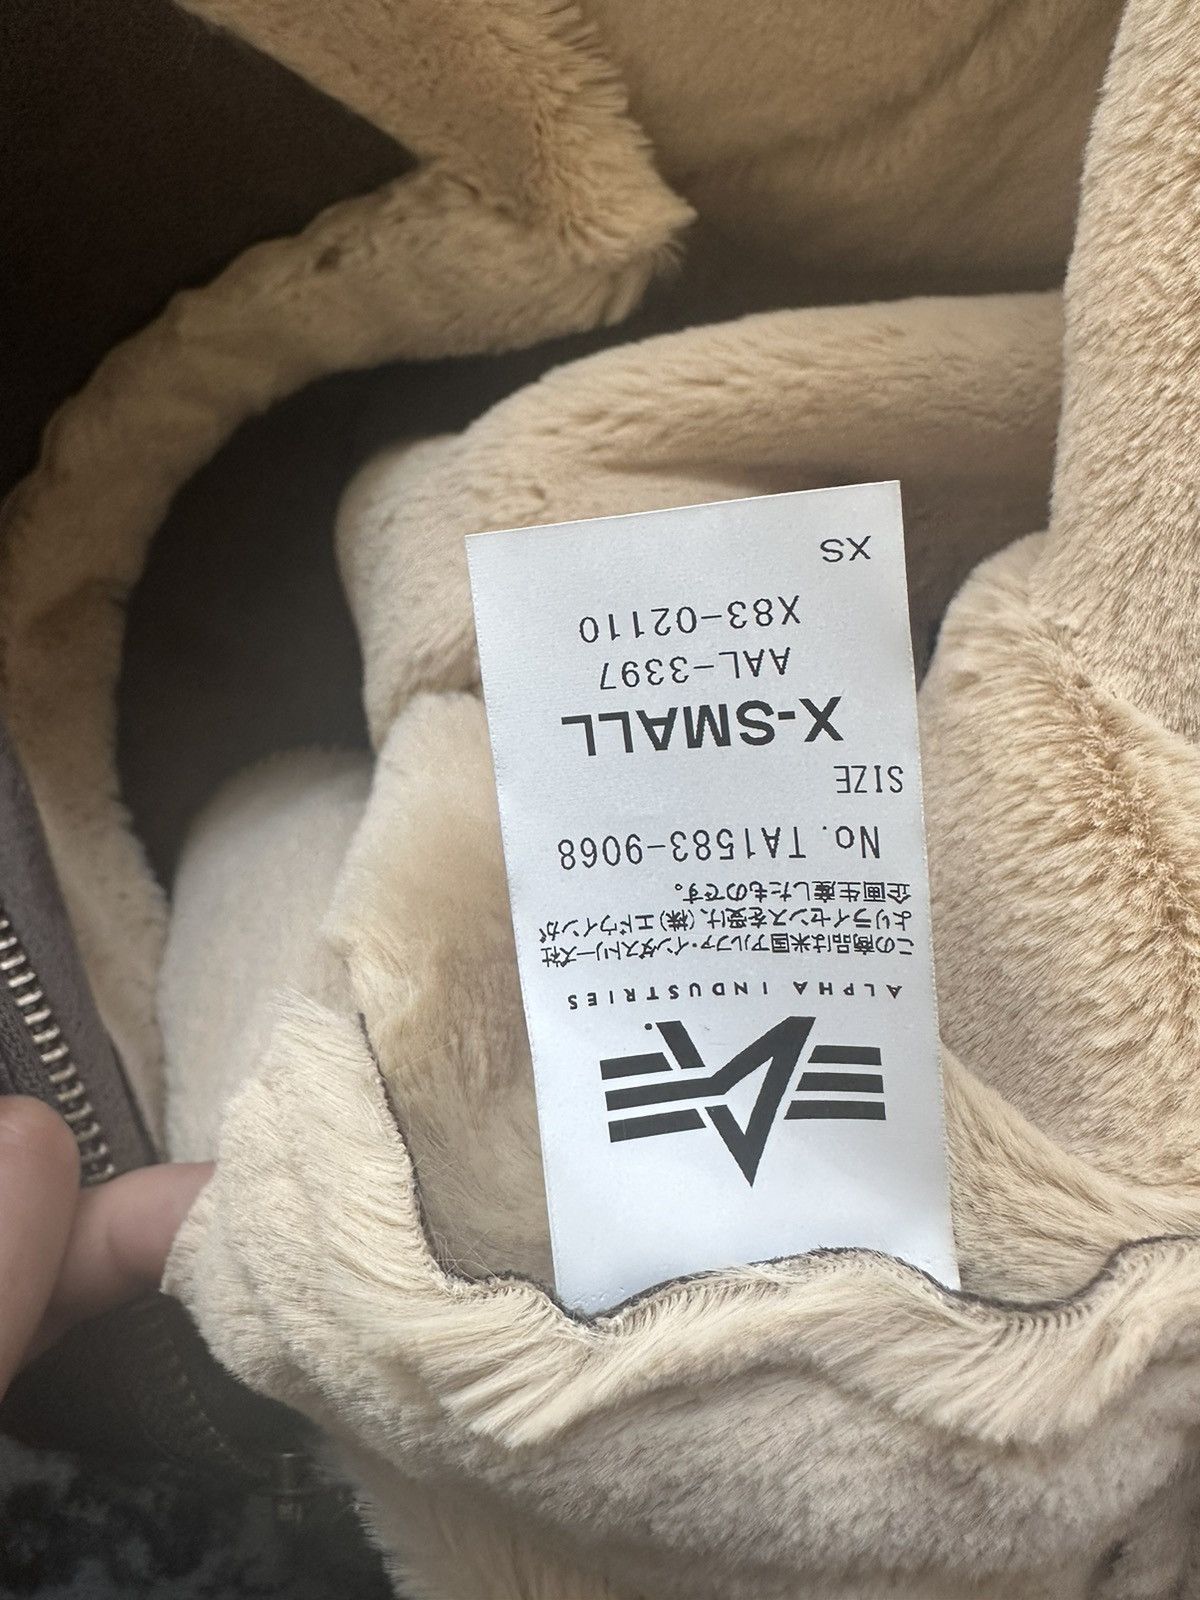 ALPHA INDUSTRIES
この商品は米国アルファ・インダストリーズ社
よりライセンスを受け、(株)エドウインが
企画生産したものです。
No. TA1583-9068
SIZE
X-SMALL
AAL-3397
X83-02110
XS